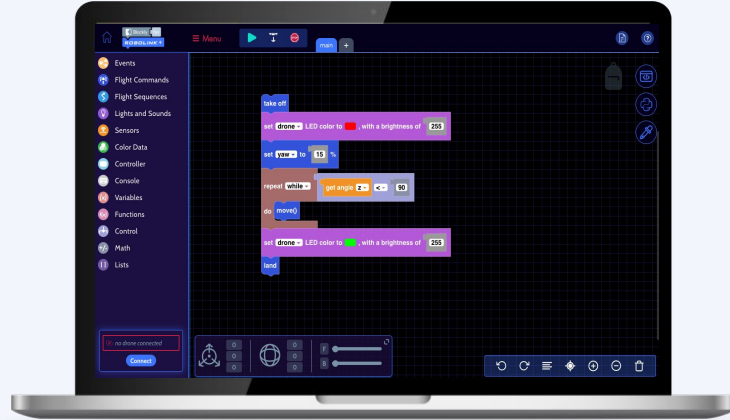 ROBOLINK+
Menu
main +
Events
Flight Commands
Flight Sequences
Lights and Sounds
Sensors
Color Data
Controller
Console
Variables
Functions
Control
Math
Lists
take off
set drone LED color to , with a brightness of 255
set yaw to 15 %
repeat while get angle z < 90
do move()
set drone LED color to , with a brightness of 255
land
no drone connected
Connect
0 0
0 0
0 0
F
B